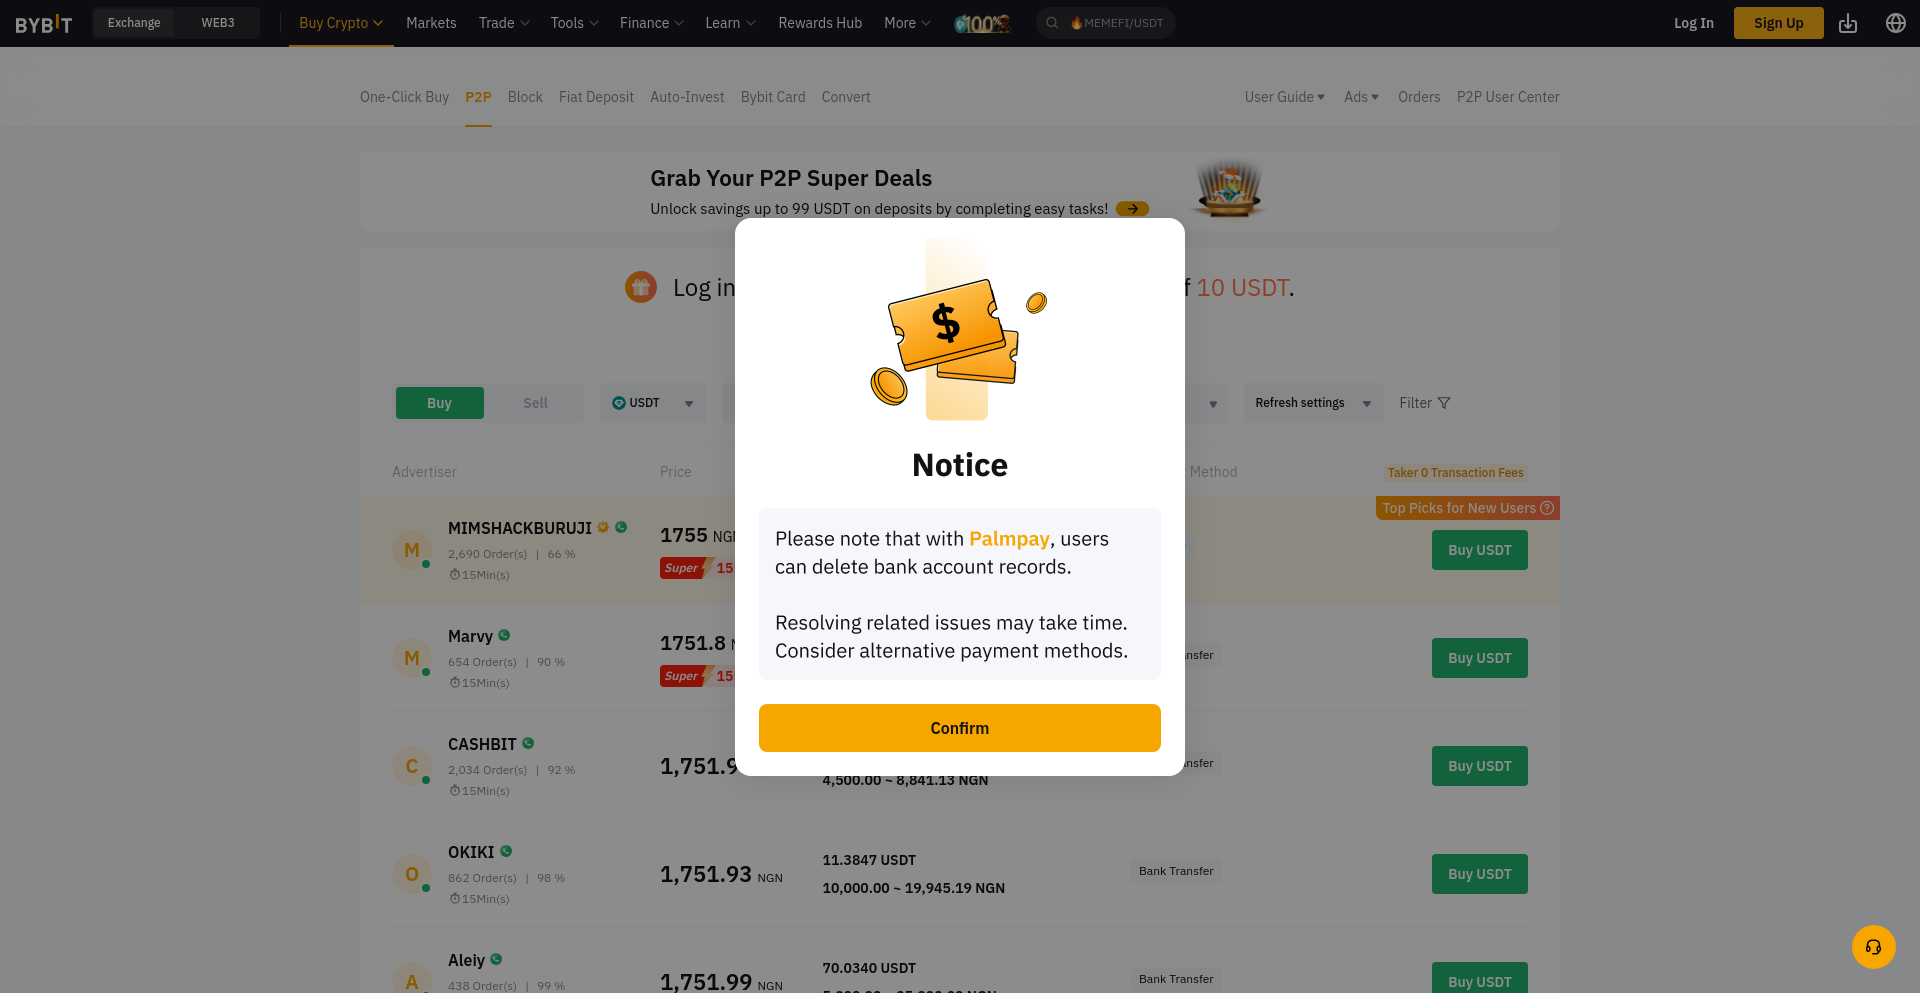 BYBIT
Exchange WEB3
Buy Crypto Markets Trade Tools Finance Learn Rewards Hub More 100% MEMEFI/USDT Log In Sign Up
One-Click Buy P2P Block Fiat Deposit Auto-Invest Bybit Card Convert User Guide Ads Orders P2P User Center
Grab Your P2P Super Deals
Unlock savings up to 99 USDT on deposits by completing easy tasks!
Log in 10 USDT.
Buy Sell USDT Refresh settings Filter
Advertiser Price Method Taker 0 Transaction Fees
Top Picks for New Users
M MIMSHACKBURUJI
2,690 Order(s) | 66 %
15Min(s)
1755 NGN
Super 15
Buy USDT
M Marvy
654 Order(s) | 90 %
15Min(s)
1751.8
Super 15
Buy USDT
C CASHBIT
2,034 Order(s) | 92 %
15Min(s)
1,751.9
4,500.00 ~ 8,841.13 NGN
Buy USDT
O OKIKI
862 Order(s) | 98 %
15Min(s)
1,751.93 NGN
11.3847 USDT
10,000.00 ~ 19,945.19 NGN
Bank Transfer
Buy USDT
A Aleiy
438 Order(s) | 99 %
1,751.99 NGN
70.0340 USDT
Bank Transfer
Buy USDT
$
Notice
Please note that with Palmpay, users
can delete bank account records.
Resolving related issues may take time.
Consider alternative payment methods.
Confirm